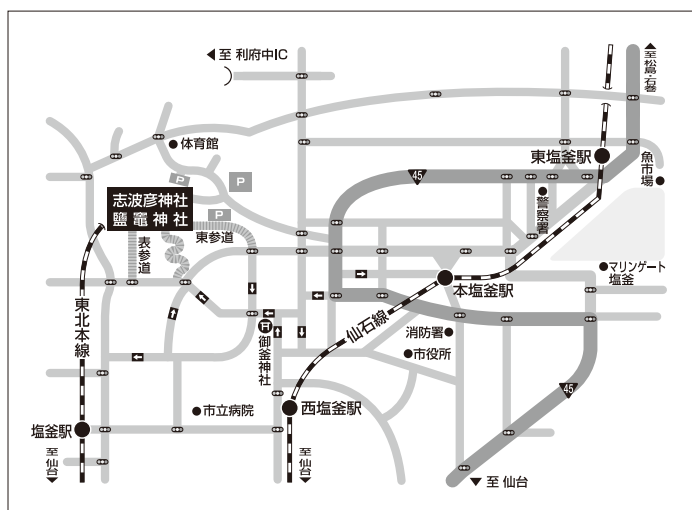 至 利府中IC
至松島・石巻
体育館
東塩釜駅
魚市場
P
P
45
志波彦神社
鹽竈神社
P
東参道
表参道
警察署
マリンゲート
塩釜
本塩釜駅
仙石線
東北本線
御釜神社
消防署
市役所
45
市立病院
西塩釜駅
塩釜駅
至仙台
至仙台
至 仙台